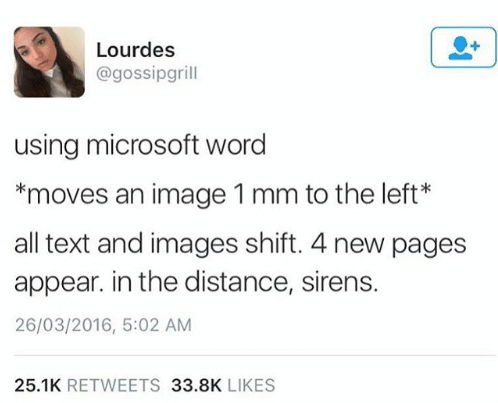 Lourdes
@gossipgrill
using microsoft word
*moves an image 1 mm to the left*
all text and images shift. 4 new pages
appear. in the distance, sirens.
26/03/2016, 5:02 AM
25.1K RETWEETS 33.8K LIKES